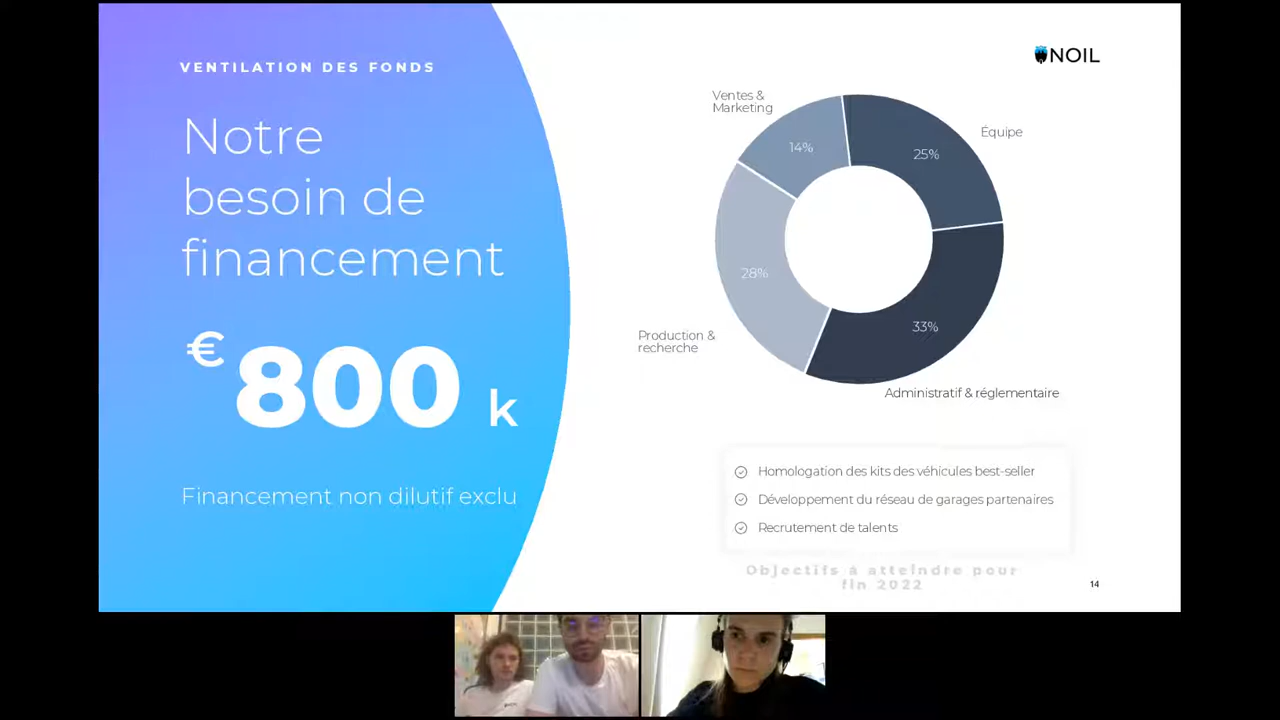 VENTILATION DES FONDS
Notre
besoin de
financement
€800 k
Financement non dilutif exclu
NOIL
Ventes &
Marketing
14%
Équipe
25%
28%
Production &
recherche
33%
Administratif & réglementaire
Homologation des kits des véhicules best-seller
Développement du réseau de garages partenaires
Recrutement de talents
Objectifs à atteindre pour
fin 2022
14